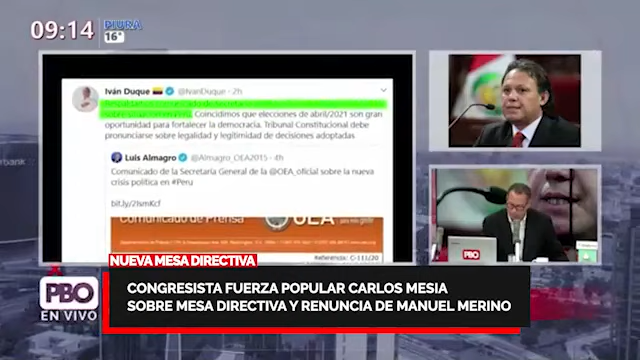 09:14
PIURA
16°
Iván Duque @IvanDuque · 2h
Coincidimos que elecciones de abril/2021 son gran
oportunidad para fortalecer la democracia. Tribunal Constitucional debe
pronunciarse sobre legalidad y legitimidad de decisiones adoptadas
Luis Almagro @Almagro_OEA2015 · 4h
Comunicado de la Secretaría General de la @OEA_oficial sobre la nueva
crisis política en #Peru
bit.ly/2IsmKcf
Comunicado de Prensa
OEA
Referencia: C-111/20
PBO
NUEVA MESA DIRECTIVA
PBO
EN VIVO
CONGRESISTA FUERZA POPULAR CARLOS MESIA
SOBRE MESA DIRECTIVA Y RENUNCIA DE MANUEL MERINO